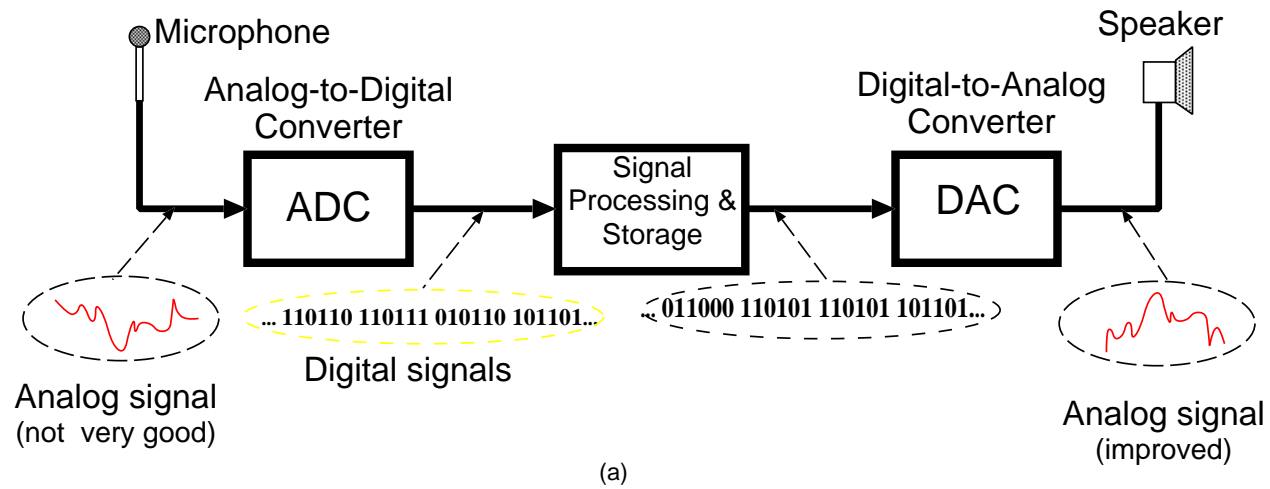 Microphone
Speaker
Analog-to-Digital
Converter
Digital-to-Analog
Converter
ADC
Signal
Processing &
Storage
DAC
... 110110 110111 010110 101101...
... 011000 110101 110101 101101...
Digital signals
Analog signal
(not very good)
Analog signal
(improved)
(a)